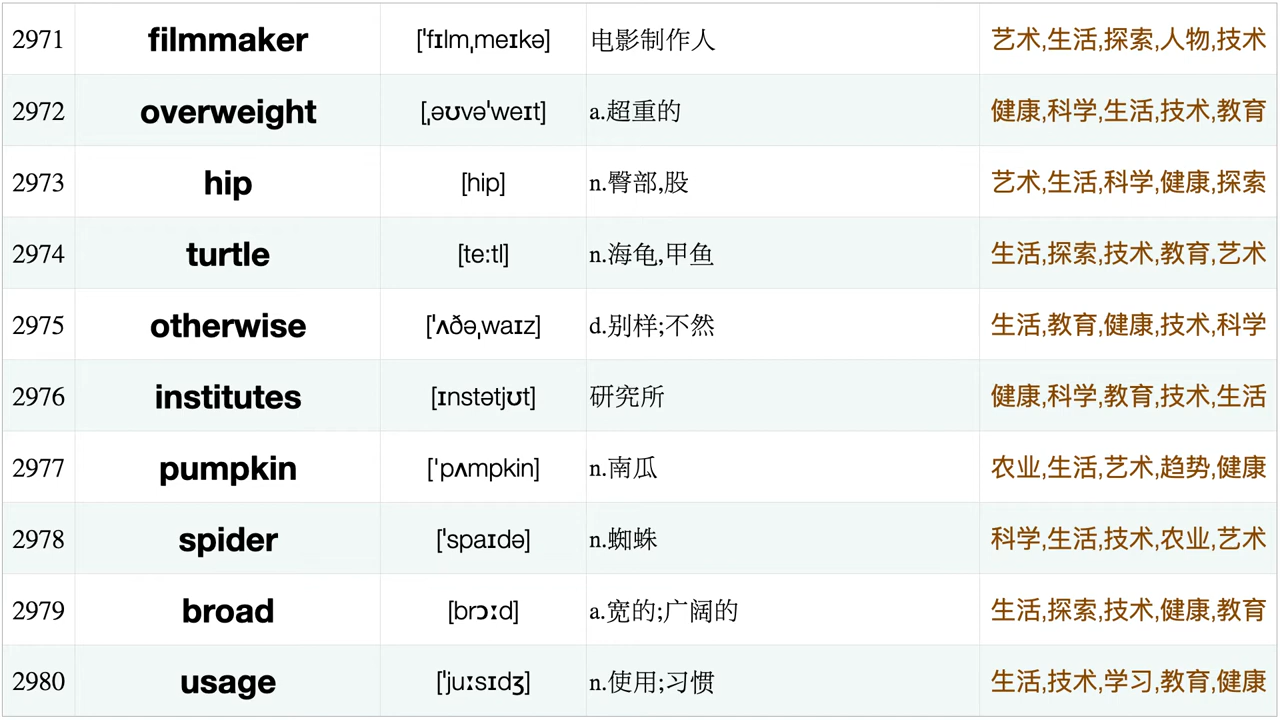 2971 filmmaker [ˈfɪlmˌmeɪkə] 电影制作人 艺术,生活,探索,人物,技术
2972 overweight [ˌəʊvəˈweɪt] a.超重的 健康,科学,生活,技术,教育
2973 hip [hip] n.臀部,股 艺术,生活,科学,健康,探索
2974 turtle [te:tl] n.海龟,甲鱼 生活,探索,技术,教育,艺术
2975 otherwise [ˈʌðəˌwaɪz] d.别样;不然 生活,教育,健康,技术,科学
2976 institutes [ɪnstətjʊt] 研究所 健康,科学,教育,技术,生活
2977 pumpkin [ˈpʌmpkin] n.南瓜 农业,生活,艺术,趋势,健康
2978 spider [ˈspaɪdə] n.蜘蛛 科学,生活,技术,农业,艺术
2979 broad [brɔːd] a.宽的;广阔的 生活,探索,技术,健康,教育
2980 usage [ˈjuːsɪdʒ] n.使用;习惯 生活,技术,学习,教育,健康